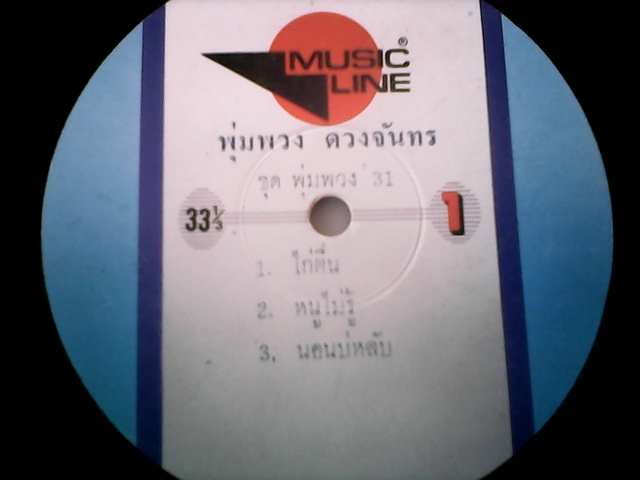 MUSIC®
LINE
พุ่มพวง ดวงจันทร
ชุด พุ่มพวง '31
33⅓
1
1. ไก่ตื่น
2. หนูไม่รู้
3. นอนบ่หลับ